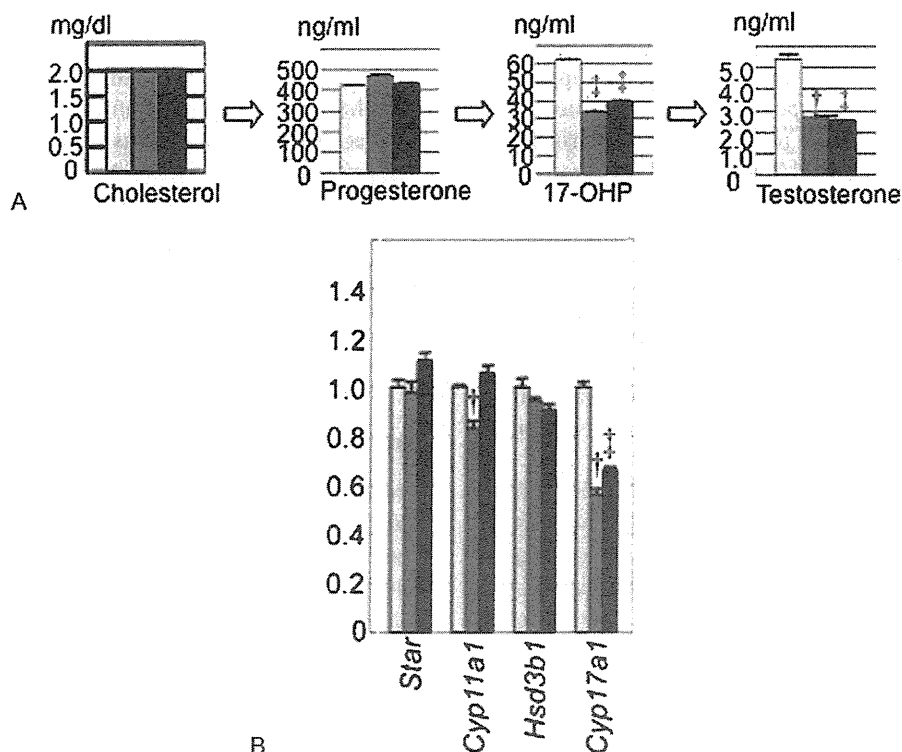 mg/dl
2.0
1.5
1.0
0.5
0
Cholesterol
ng/ml
500
400
300
200
100
0
Progesterone
ng/ml
60
50
40
30
20
10
0
‡ ‡
17-OHP
ng/ml
5.0
4.0
3.0
2.0
1.0
0
† ‡
Testosterone
A
1.4
1.2
1.0
0.8
0.6
0.4
0.2
0
†
† ‡
Star
Cyp11a1
Hsd3b1
Cyp17a1
B